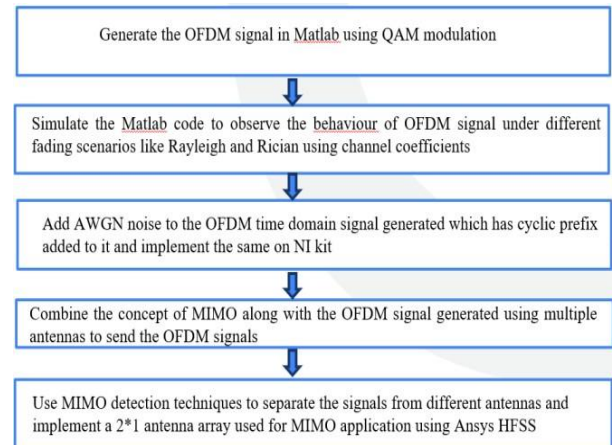 Generate the OFDM signal in Matlab using QAM modulation
Simulate the Matlab code to observe the behaviour of OFDM signal under different
fading scenarios like Rayleigh and Rician using channel coefficients
Add AWGN noise to the OFDM time domain signal generated which has cyclic prefix
added to it and implement the same on NI kit
Combine the concept of MIMO along with the OFDM signal generated using multiple
antennas to send the OFDM signals
Use MIMO detection techniques to separate the signals from different antennas and
implement a 2*1 antenna array used for MIMO application using Ansys HFSS